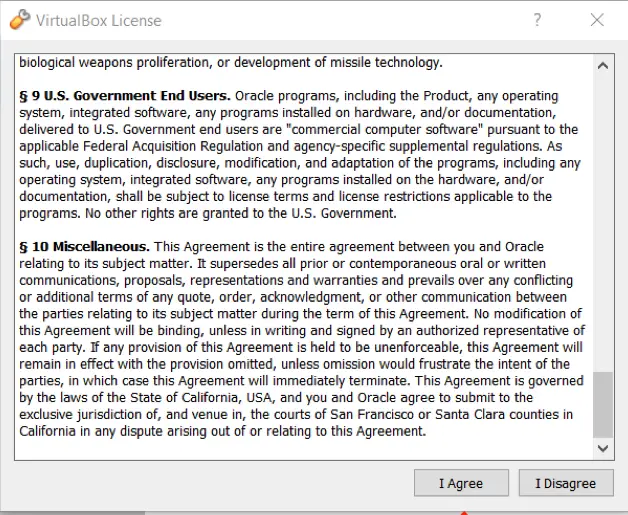 VirtualBox License
?
biological weapons proliferation, or development of missile technology.
§ 9 U.S. Government End Users. Oracle programs, including the Product, any operating
system, integrated software, any programs installed on hardware, and/or documentation,
delivered to U.S. Government end users are "commercial computer software" pursuant to the
applicable Federal Acquisition Regulation and agency-specific supplemental regulations. As
such, use, duplication, disclosure, modification, and adaptation of the programs, including any
operating system, integrated software, any programs installed on the hardware, and/or
documentation, shall be subject to license terms and license restrictions applicable to the
programs. No other rights are granted to the U.S. Government.
§ 10 Miscellaneous. This Agreement is the entire agreement between you and Oracle
relating to its subject matter. It supersedes all prior or contemporaneous oral or written
communications, proposals, representations and warranties and prevails over any conflicting
or additional terms of any quote, order, acknowledgment, or other communication between
the parties relating to its subject matter during the term of this Agreement. No modification of
this Agreement will be binding, unless in writing and signed by an authorized representative of
each party. If any provision of this Agreement is held to be unenforceable, this Agreement will
remain in effect with the provision omitted, unless omission would frustrate the intent of the
parties, in which case this Agreement will immediately terminate. This Agreement is governed
by the laws of the State of California, USA, and you and Oracle agree to submit to the
exclusive jurisdiction of, and venue in, the courts of San Francisco or Santa Clara counties in
California in any dispute arising out of or relating to this Agreement.
I Agree
I Disagree